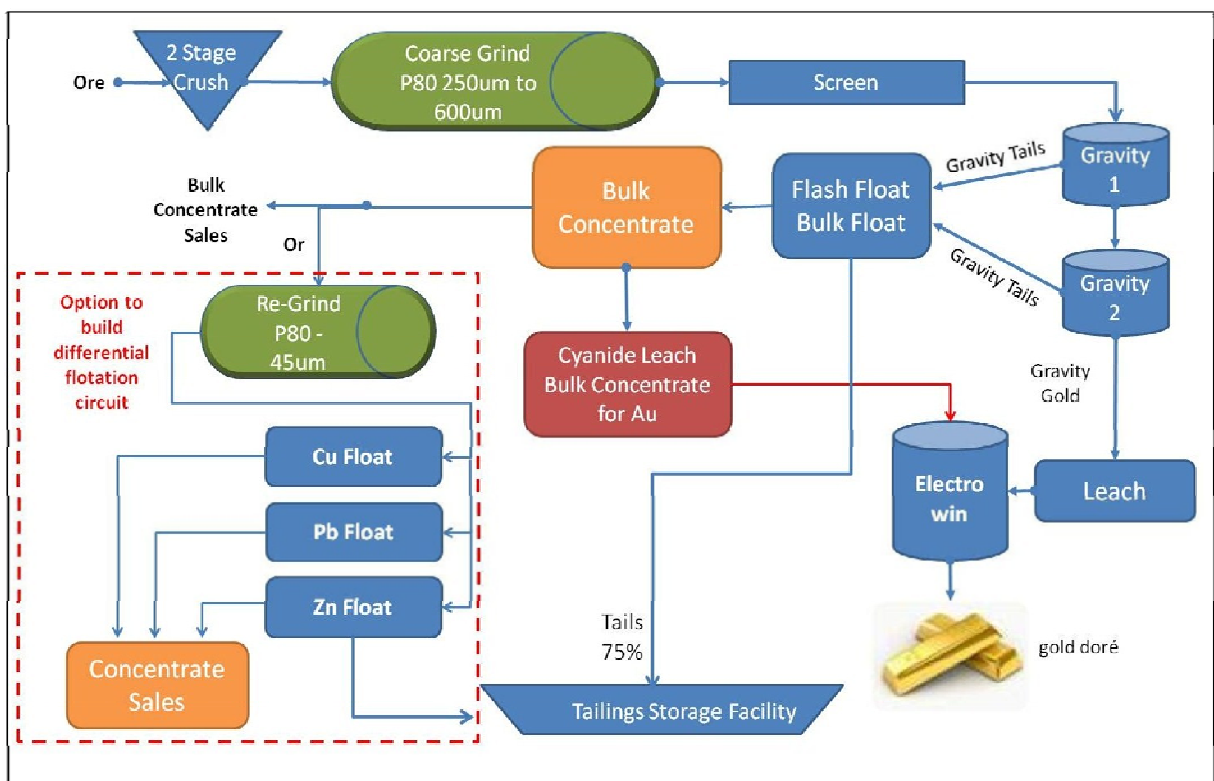 2 Stage
Crush
Ore
Coarse Grind
P80 250um to
600um
Screen
Gravity
1
Gravity Tails
Flash Float
Bulk Float
Bulk
Concentrate
Bulk
Concentrate
Sales
Or
Gravity Tails
Gravity
2
Option to
build
differential
flotation
circuit
Re-Grind
P80 -
45um
Cyanide Leach
Bulk Concentrate
for Au
Gravity
Gold
Cu Float
Electro
win
Leach
Pb Float
Zn Float
Tails
75%
gold doré
Concentrate
Sales
Tailings Storage Facility